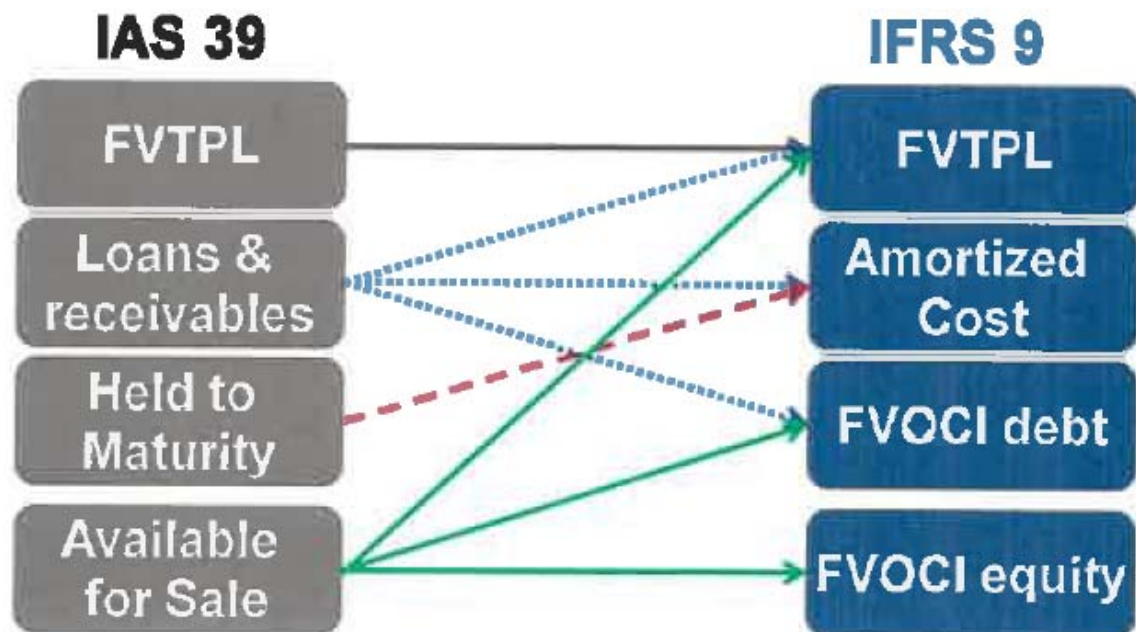 IAS 39
IFRS 9
FVTPL
Loans &
receivables
Held to
Maturity
Available
for Sale
FVTPL
Amortized
Cost
FVOCI debt
FVOCI equity